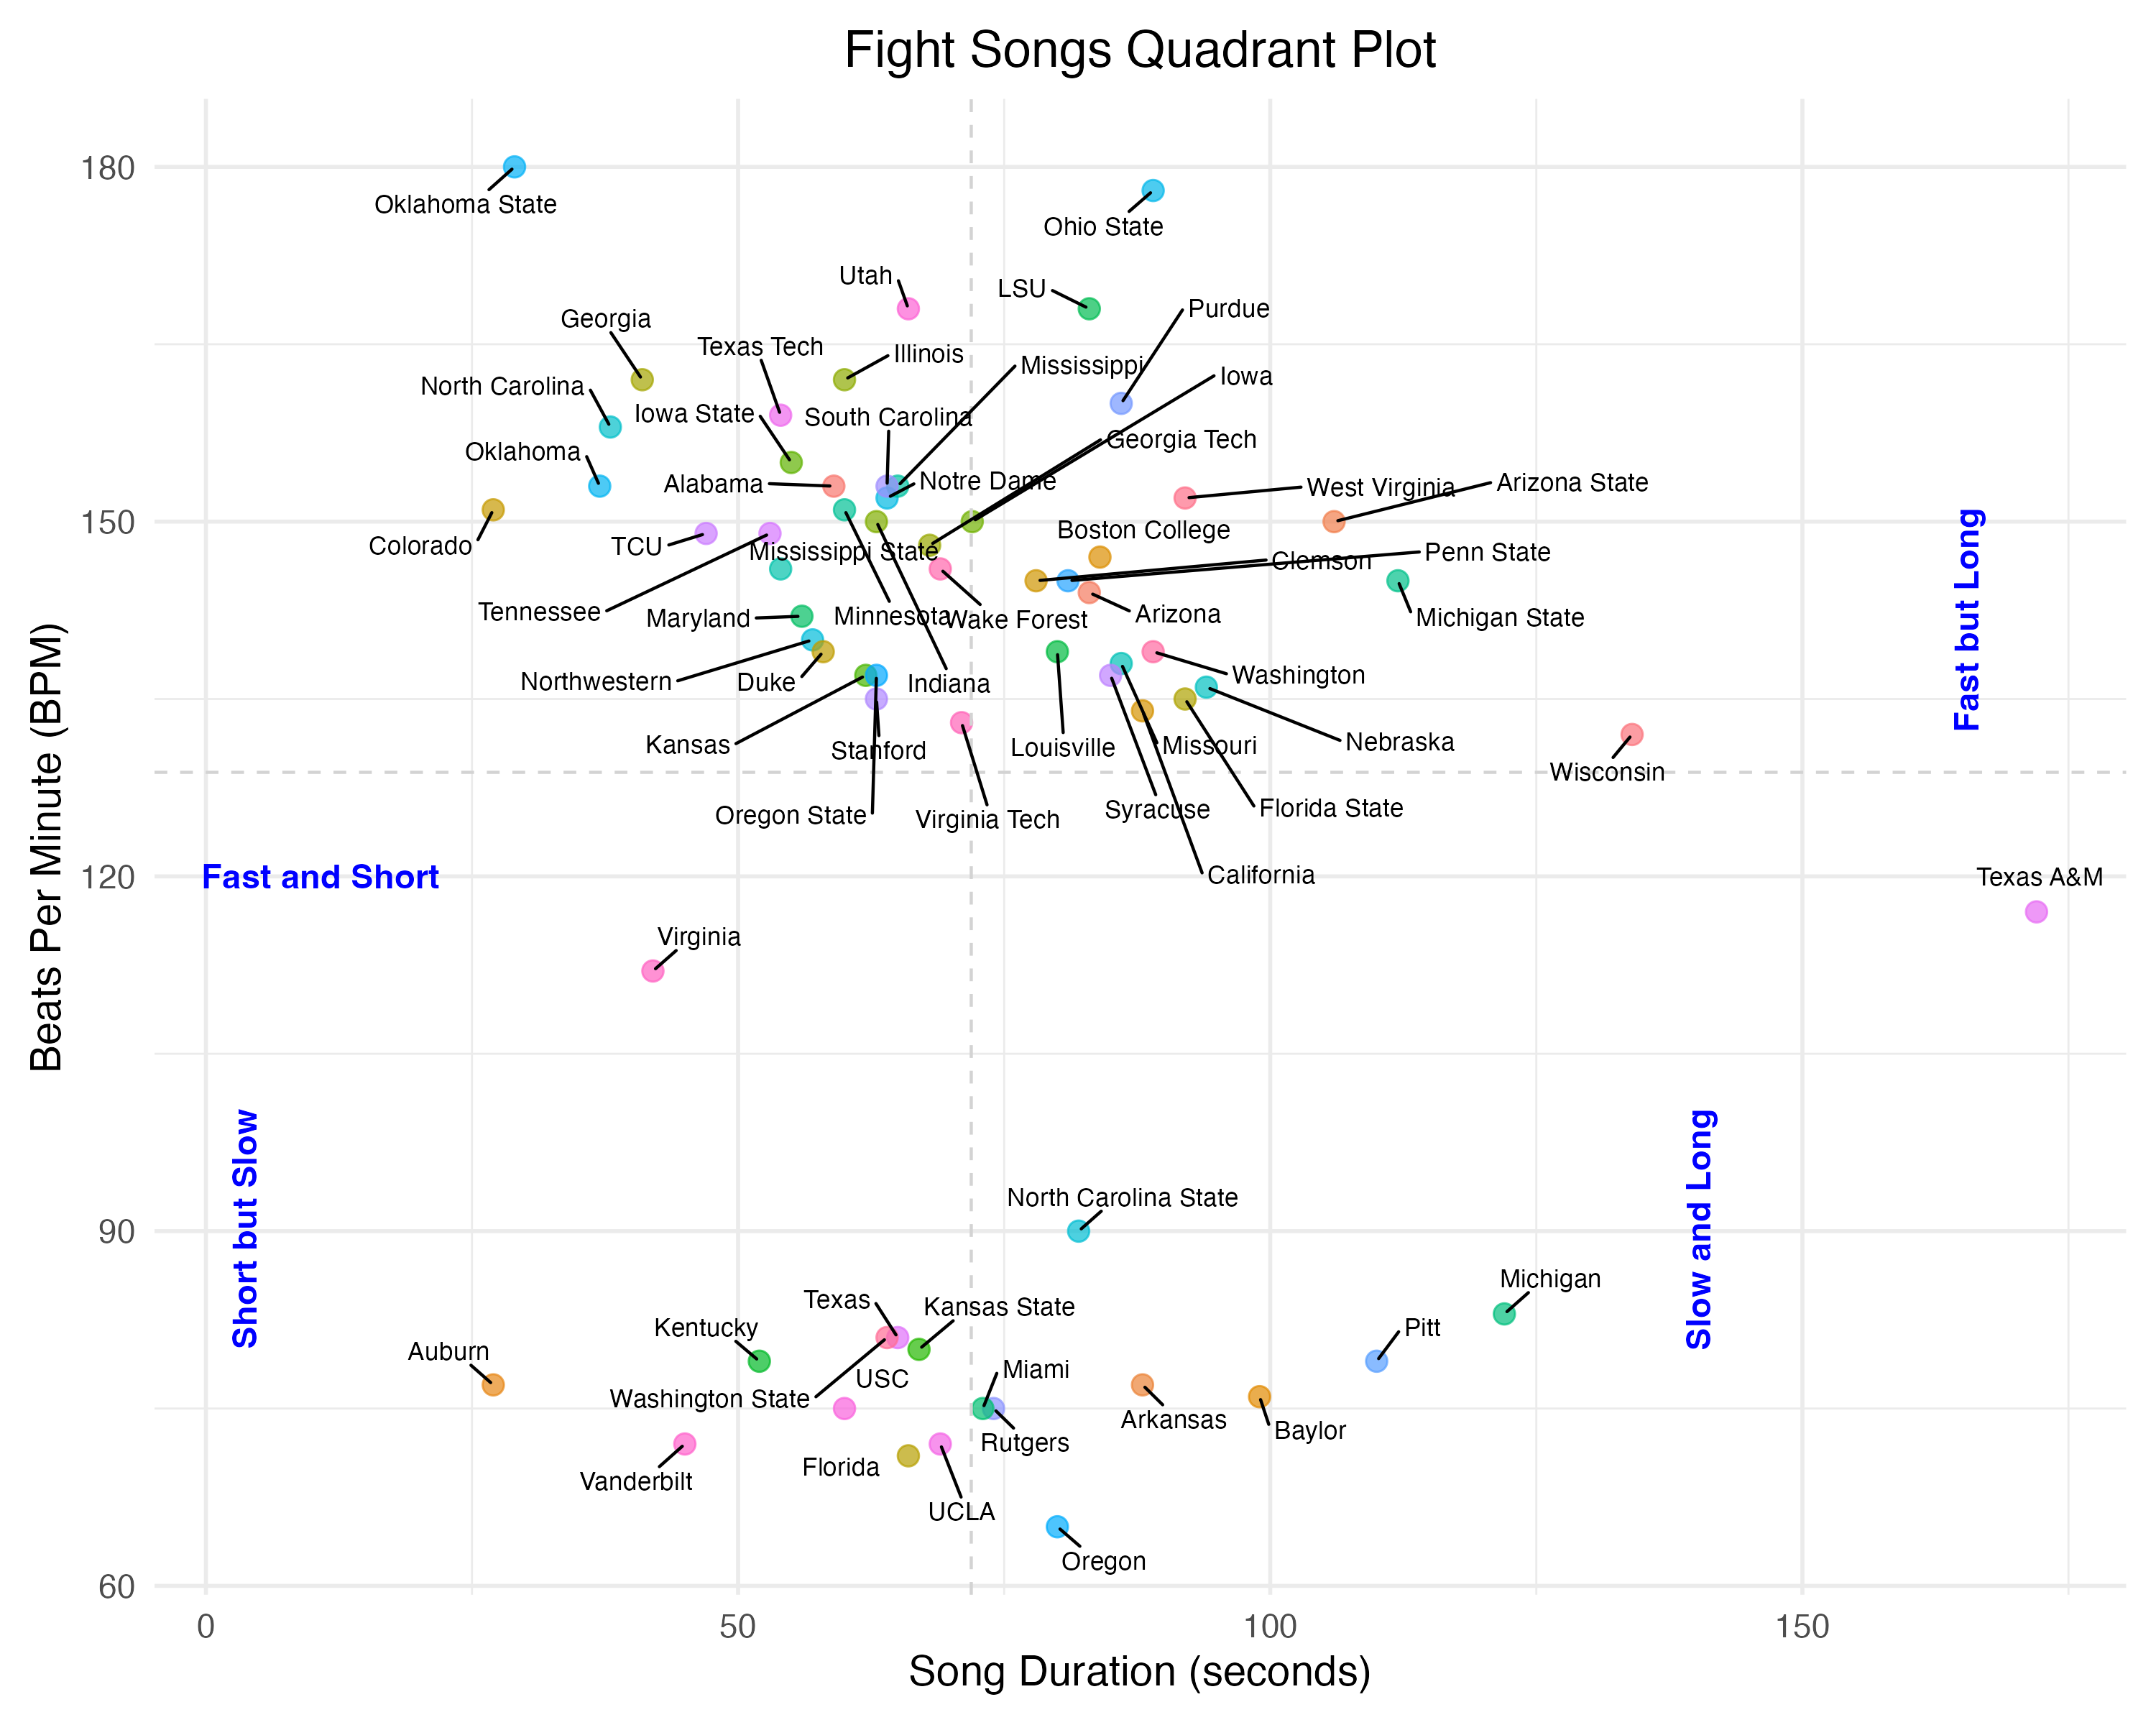 Fight Songs Quadrant Plot
180
Oklahoma State
Ohio State
Utah
LSU
Purdue
Georgia
Texas Tech
Illinois
Mississippi
Iowa
North Carolina
Iowa State
South Carolina
Georgia Tech
Oklahoma
Alabama
Notre Dame
West Virginia
Arizona State
150
Colorado
TCU
Mississippi State
Boston College
Clemson
Penn State
Tennessee
Maryland
Minnesota
Wake Forest
Arizona
Michigan State
Northwestern
Duke
Indiana
Washington
Kansas
Stanford
Louisville
Missouri
Nebraska
Wisconsin
Fast but Long
Oregon State
Virginia Tech
Syracuse
Florida State
120
Fast and Short
California
Texas A&M
Virginia
Beats Per Minute (BPMI)
Short but Slow
Slow and Long
90
North Carolina State
Michigan
Texas
Kansas State
Kentucky
Pitt
Auburn
USC
Miami
Washington State
Arkansas
Baylor
Rutgers
Vanderbilt
Florida
UCLA
Oregon
60
0
50
100
150
Song Duration (seconds)